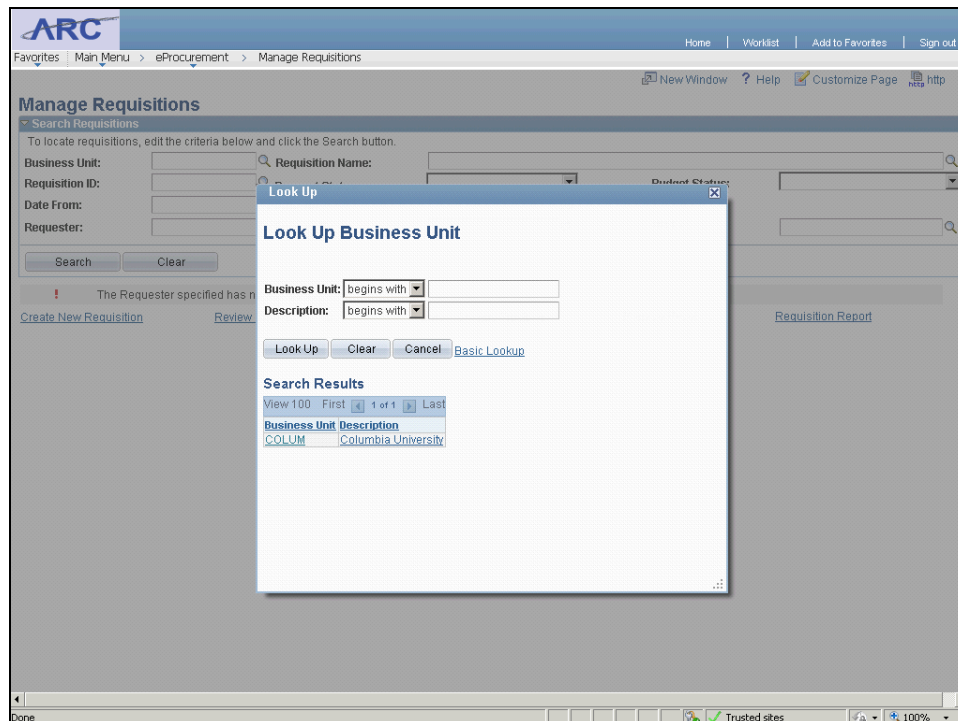 ARC
Home | Worklist | Add to Favorites | Sign out
Favorites Main Menu > eProcurement > Manage Requisitions
New Window ? Help Customize Page http
Manage Requisitions
Search Requisitions
To locate requisitions, edit the criteria below and click the Search button.
Business Unit: Requisition Name:
Requisition ID: Budget Status:
Date From:
Requester:
Search Clear
! The Requester specified has n
Create New Requisition Review Requisition Report
Look Up
Look Up Business Unit
Business Unit: begins with
Description: begins with
Look Up Clear Cancel Basic Lookup
Search Results
View 100 First 1 of 1 Last
Business Unit Description
COLUM Columbia University
Done Trusted sites 100%